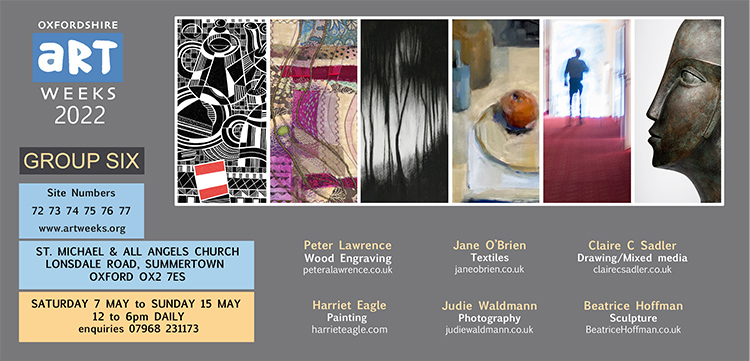 OXFORDSHIRE
aRT
WEEKS
2022
GROUP SIX
Site Numbers
72 73 74 75 76 77
www.artweeks.org
ST. MICHAEL & ALL ANGELS CHURCH
LONSDALE ROAD, SUMMERTOWN
OXFORD OX2 7ES
SATURDAY 7 MAY to SUNDAY 15 MAY
12 to 6pm DAILY
enquiries 07968 231173
Peter Lawrence
Wood Engraving
peteralawrence.co.uk
Jane O'Brien
Textiles
janeobrien.co.uk
Claire C Sadler
Drawing/Mixed media
clairecsadler.co.uk
Harriet Eagle
Painting
harrieteagle.com
Judie Waldmann
Photography
judiewaldmann.co.uk
Beatrice Hoffman
Sculpture
BeatriceHoffman.co.uk